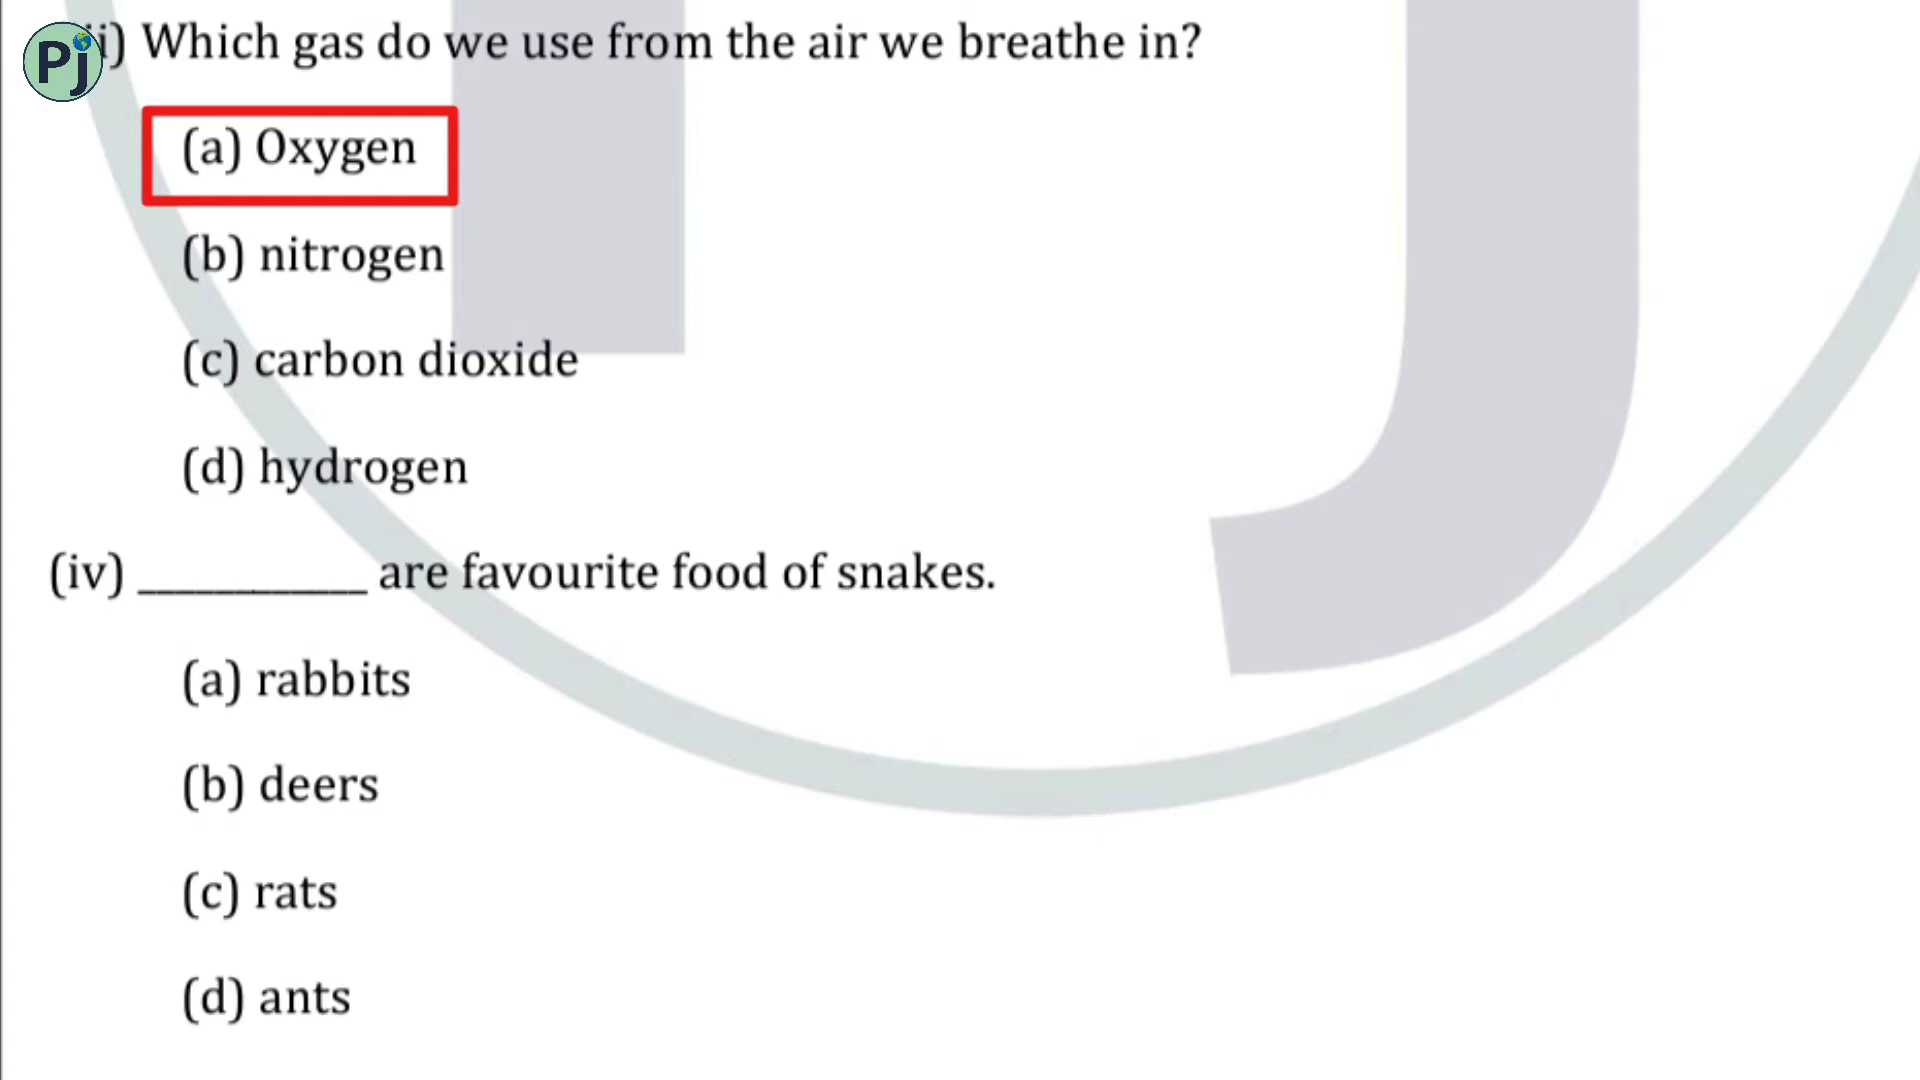 Pj
ii) Which gas do we use from the air we breathe in?
(a) Oxygen
(b) nitrogen
(c) carbon dioxide
(d) hydrogen
(iv) __________ are favourite food of snakes.
(a) rabbits
(b) deers
(c) rats
(d) ants